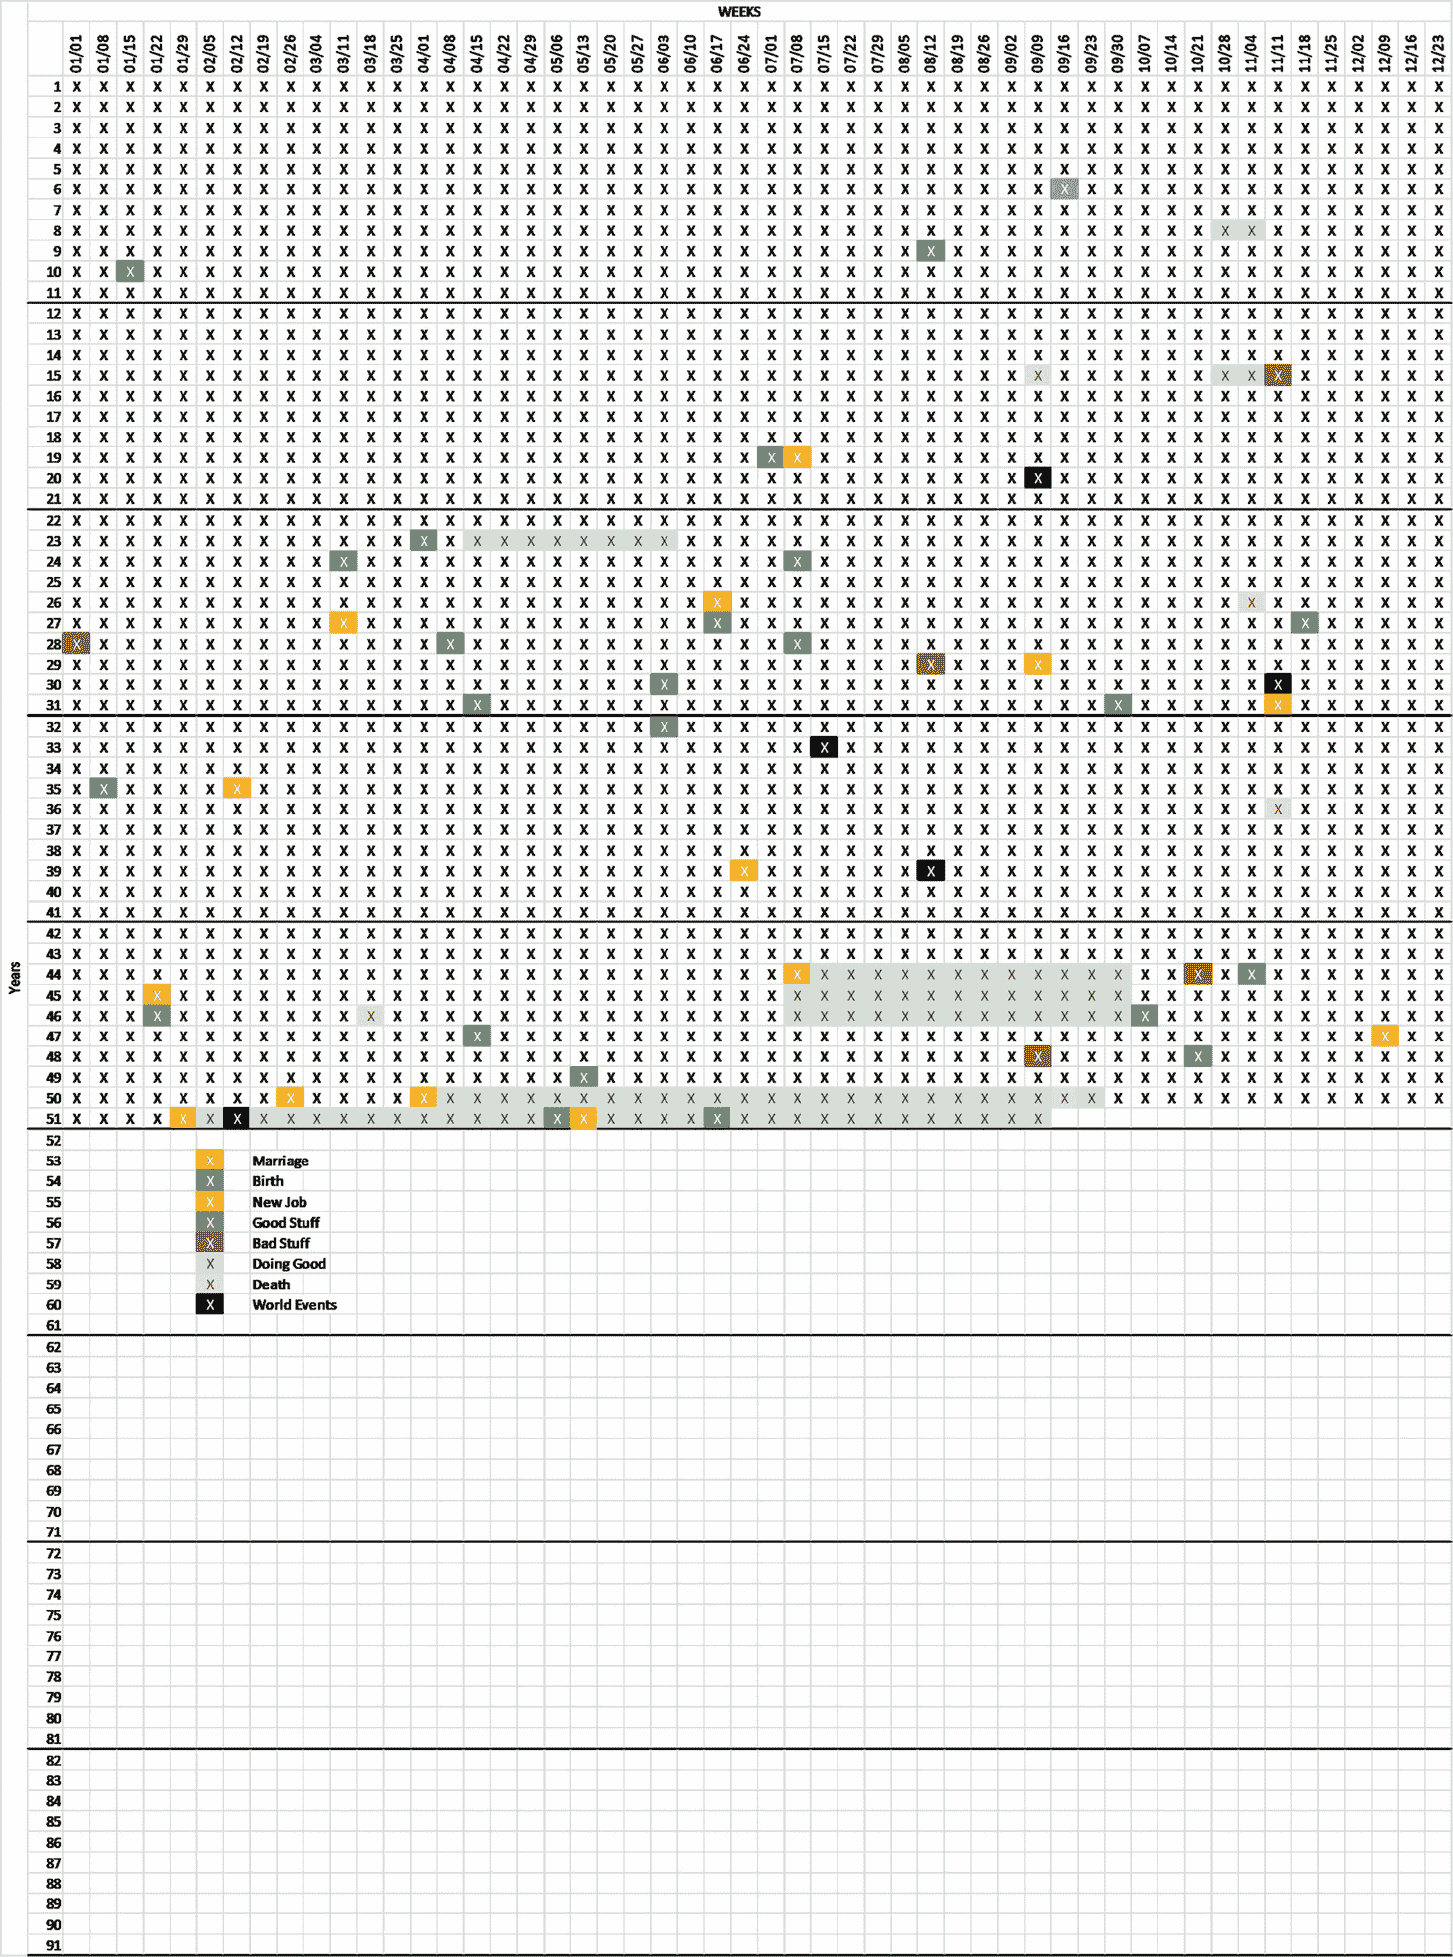 WEEKS
01/01 01/08 01/15 01/22 01/29 02/05 02/12 02/19 02/26 03/04 03/11 03/18 03/25 04/01 04/08 04/15 04/22 04/29 05/06 05/13 05/20 05/27 06/03 06/10 06/17 06/24 07/01 07/08 07/15 07/22 07/29 08/05 08/12 08/19 08/26 09/02 09/09 09/16 09/23 09/30 10/07 10/14 10/21 10/28 11/04 11/11 11/18 11/25 12/02 12/09 12/16 12/23
Years
1 X X X X X X X X X X X X X X X X X X X X X X X X X X X X X X X X X X X X X X X X X X X X X X X X X X X X
2 X X X X X X X X X X X X X X X X X X X X X X X X X X X X X X X X X X X X X X X X X X X X X X X X X X X X
3 X X X X X X X X X X X X X X X X X X X X X X X X X X X X X X X X X X X X X X X X X X X X X X X X X X X X
4 X X X X X X X X X X X X X X X X X X X X X X X X X X X X X X X X X X X X X X X X X X X X X X X X X X X X
5 X X X X X X X X X X X X X X X X X X X X X X X X X X X X X X X X X X X X X X X X X X X X X X X X X X X X
6 X X X X X X X X X X X X X X X X X X X X X X X X X X X X X X X X X X X X X X X X X X X X X X X X X X X X
7 X X X X X X X X X X X X X X X X X X X X X X X X X X X X X X X X X X X X X X X X X X X X X X X X X X X X
8 X X X X X X X X X X X X X X X X X X X X X X X X X X X X X X X X X X X X X X X X X X X X X X X X X X X X
9 X X X X X X X X X X X X X X X X X X X X X X X X X X X X X X X X X X X X X X X X X X X X X X X X X X X X
10 X X X X X X X X X X X X X X X X X X X X X X X X X X X X X X X X X X X X X X X X X X X X X X X X X X X X
11 X X X X X X X X X X X X X X X X X X X X X X X X X X X X X X X X X X X X X X X X X X X X X X X X X X X X
12 X X X X X X X X X X X X X X X X X X X X X X X X X X X X X X X X X X X X X X X X X X X X X X X X X X X X
13 X X X X X X X X X X X X X X X X X X X X X X X X X X X X X X X X X X X X X X X X X X X X X X X X X X X X
14 X X X X X X X X X X X X X X X X X X X X X X X X X X X X X X X X X X X X X X X X X X X X X X X X X X X X
15 X X X X X X X X X X X X X X X X X X X X X X X X X X X X X X X X X X X X X X X X X X X X X X X X X X X X
16 X X X X X X X X X X X X X X X X X X X X X X X X X X X X X X X X X X X X X X X X X X X X X X X X X X X X
17 X X X X X X X X X X X X X X X X X X X X X X X X X X X X X X X X X X X X X X X X X X X X X X X X X X X X
18 X X X X X X X X X X X X X X X X X X X X X X X X X X X X X X X X X X X X X X X X X X X X X X X X X X X X
19 X X X X X X X X X X X X X X X X X X X X X X X X X X X X X X X X X X X X X X X X X X X X X X X X X X X X
20 X X X X X X X X X X X X X X X X X X X X X X X X X X X X X X X X X X X X X X X X X X X X X X X X X X X X
21 X X X X X X X X X X X X X X X X X X X X X X X X X X X X X X X X X X X X X X X X X X X X X X X X X X X X
22 X X X X X X X X X X X X X X X X X X X X X X X X X X X X X X X X X X X X X X X X X X X X X X X X X X X X
23 X X X X X X X X X X X X X X X X X X X X X X X X X X X X X X X X X X X X X X X X X X X X X X X X X X X X
24 X X X X X X X X X X X X X X X X X X X X X X X X X X X X X X X X X X X X X X X X X X X X X X X X X X X X
25 X X X X X X X X X X X X X X X X X X X X X X X X X X X X X X X X X X X X X X X X X X X X X X X X X X X X
26 X X X X X X X X X X X X X X X X X X X X X X X X X X X X X X X X X X X X X X X X X X X X X X X X X X X X
27 X X X X X X X X X X X X X X X X X X X X X X X X X X X X X X X X X X X X X X X X X X X X X X X X X X X X
28 X X X X X X X X X X X X X X X X X X X X X X X X X X X X X X X X X X X X X X X X X X X X X X X X X X X X
29 X X X X X X X X X X X X X X X X X X X X X X X X X X X X X X X X X X X X X X X X X X X X X X X X X X X X
30 X X X X X X X X X X X X X X X X X X X X X X X X X X X X X X X X X X X X X X X X X X X X X X X X X X X X
31 X X X X X X X X X X X X X X X X X X X X X X X X X X X X X X X X X X X X X X X X X X X X X X X X X X X X
32 X X X X X X X X X X X X X X X X X X X X X X X X X X X X X X X X X X X X X X X X X X X X X X X X X X X X
33 X X X X X X X X X X X X X X X X X X X X X X X X X X X X X X X X X X X X X X X X X X X X X X X X X X X X
34 X X X X X X X X X X X X X X X X X X X X X X X X X X X X X X X X X X X X X X X X X X X X X X X X X X X X
35 X X X X X X X X X X X X X X X X X X X X X X X X X X X X X X X X X X X X X X X X X X X X X X X X X X X X
36 X X X X X X X X X X X X X X X X X X X X X X X X X X X X X X X X X X X X X X X X X X X X X X X X X X X X
37 X X X X X X X X X X X X X X X X X X X X X X X X X X X X X X X X X X X X X X X X X X X X X X X X X X X X
38 X X X X X X X X X X X X X X X X X X X X X X X X X X X X X X X X X X X X X X X X X X X X X X X X X X X X
39 X X X X X X X X X X X X X X X X X X X X X X X X X X X X X X X X X X X X X X X X X X X X X X X X X X X X
40 X X X X X X X X X X X X X X X X X X X X X X X X X X X X X X X X X X X X X X X X X X X X X X X X X X X X
41 X X X X X X X X X X X X X X X X X X X X X X X X X X X X X X X X X X X X X X X X X X X X X X X X X X X X
42 X X X X X X X X X X X X X X X X X X X X X X X X X X X X X X X X X X X X X X X X X X X X X X X X X X X X
43 X X X X X X X X X X X X X X X X X X X X X X X X X X X X X X X X X X X X X X X X X X X X X X X X X X X X
44 X X X X X X X X X X X X X X X X X X X X X X X X X X X X X X X X X X X X X X X X X X X X X X X X X X X X
45 X X X X X X X X X X X X X X X X X X X X X X X X X X X X X X X X X X X X X X X X X X X X X X X X X X X X
46 X X X X X X X X X X X X X X X X X X X X X X X X X X X X X X X X X X X X X X X X X X X X X X X X X X X X
47 X X X X X X X X X X X X X X X X X X X X X X X X X X X X X X X X X X X X X X X X X X X X X X X X X X X X
48 X X X X X X X X X X X X X X X X X X X X X X X X X X X X X X X X X X X X X X X X X X X X X X X X X X X X
49 X X X X X X X X X X X X X X X X X X X X X X X X X X X X X X X X X X X X X X X X X X X X X X X X X X X X
50 X X X X X X X X X X X X X X X X X X X X X X X X X X X X X X X X X X X X X X X X X X X X X X X X X X X X
51 X X X X X X X X X X X X X X X X X X X X X X X X X X X X X X X X X X X X X
52
53 X Marriage
54 X Birth
55 X New Job
56 X Good Stuff
57 X Bad Stuff
58 X Doing Good
59 X Death
60 X World Events
61
62
63
64
65
66
67
68
69
70
71
72
73
74
75
76
77
78
79
80
81
82
83
84
85
86
87
88
89
90
91